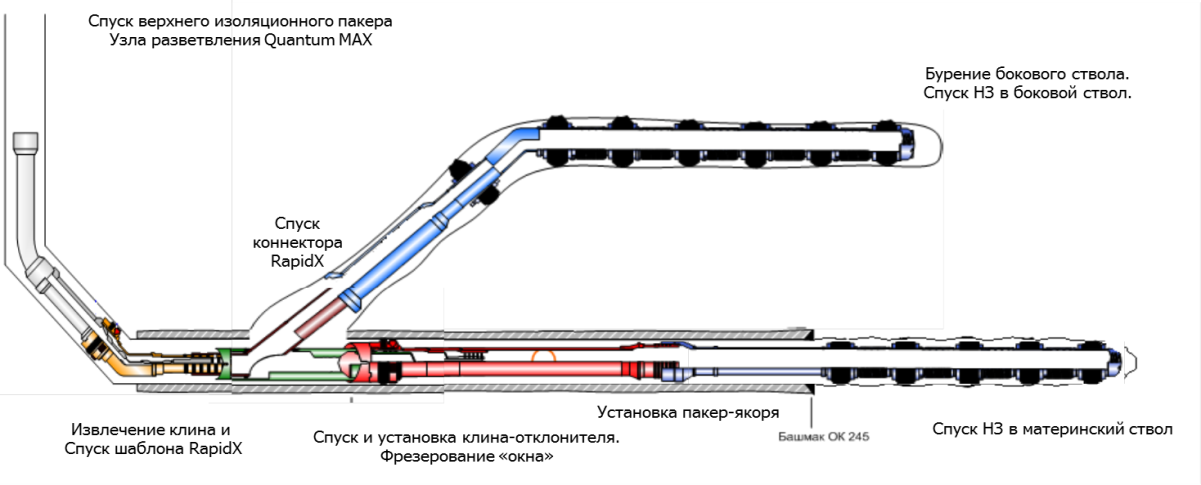 Спуск верхнего изоляционного пакера
Узла разветвления Quantum MAX
Бурение бокового ствола.
Спуск НЗ в боковой ствол.
Спуск
коннектора
RapidX
Установка пакер-якоря
Башмак ОК 245
Спуск НЗ в материнский ствол
Извлечение клина и
Спуск шаблона RapidX
Спуск и установка клина-отклонителя.
Фрезерование «окна»